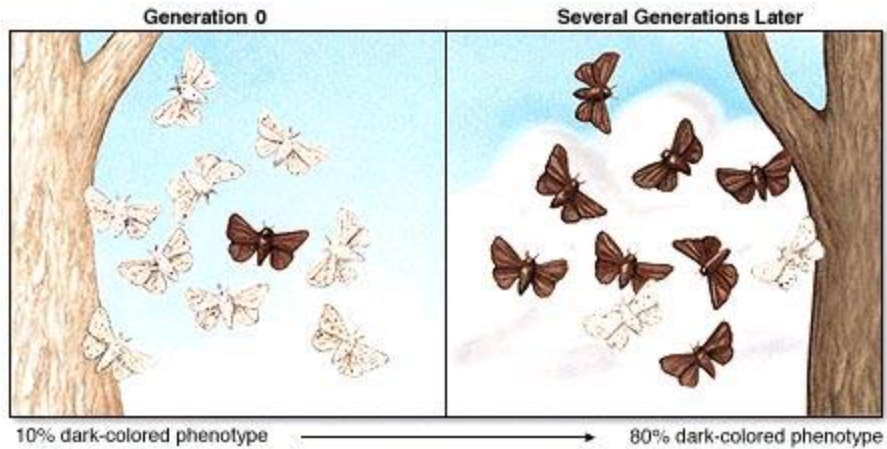 Generation 0
Several Generations Later
10% dark-colored phenotype
80% dark-colored phenotype